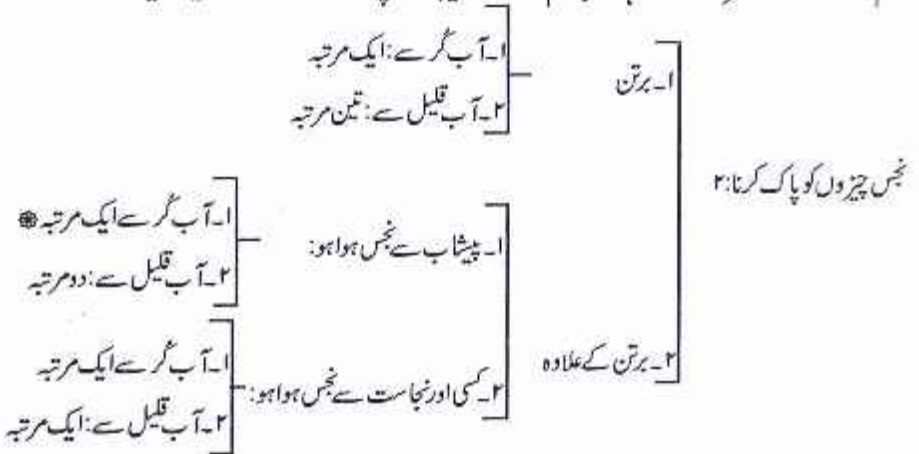 نجس چیزوں کو پاک کرنا:۲
۱۔ برتن
۱۔ آب کُر سے: ایک مرتبہ
۲۔ آب قلیل سے: تین مرتبہ
۲۔ برتن کے علاوہ
۱۔ پیشاب سے نجس ہوا ہو:
۱۔ آب کُر سے ایک مرتبہ
۲۔ آب قلیل سے: دو مرتبہ
۲۔ کسی اور نجاست سے نجس ہوا ہو:
۱۔ آب کُر سے ایک مرتبہ
۲۔ آب قلیل سے: ایک مرتبہ